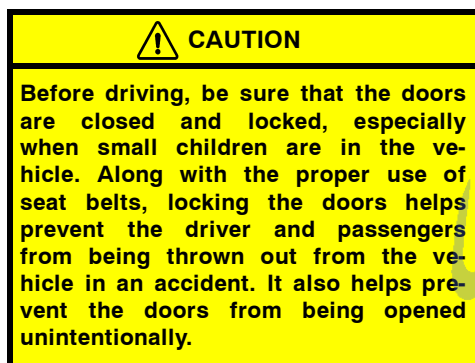 CAUTION
Before driving, be sure that the doors
are closed and locked, especially
when small children are in the ve-
hicle. Along with the proper use of
seat belts, locking the doors helps
prevent the driver and passengers
from being thrown out from the ve-
hicle in an accident. It also helps pre-
vent the doors from being opened
unintentionally.